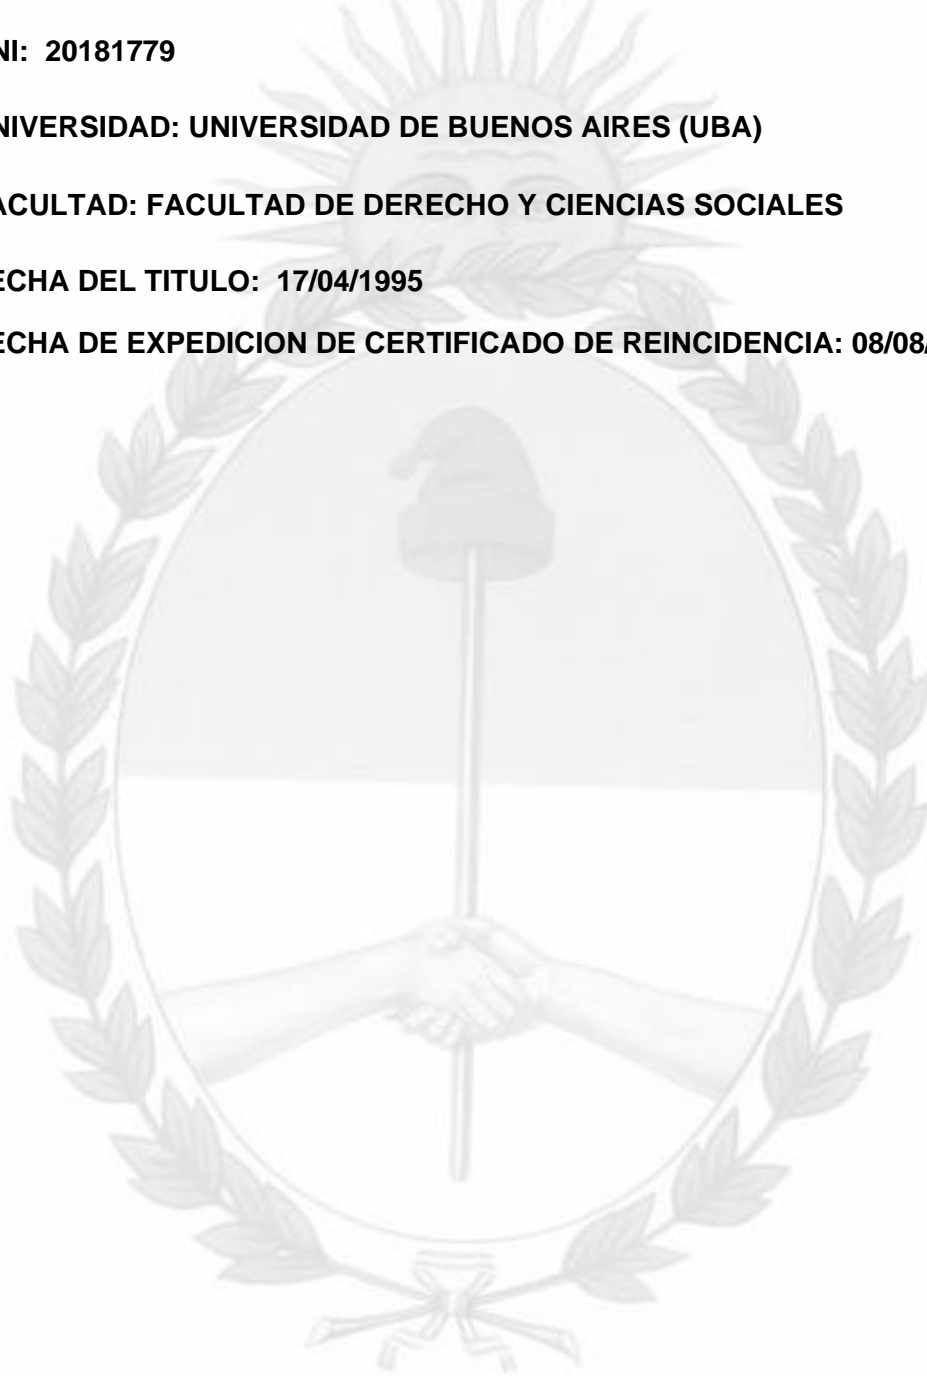 NI: 20181779
NIVERSIDAD: UNIVERSIDAD DE BUENOS AIRES (UBA)
ACULTAD: FACULTAD DE DERECHO Y CIENCIAS SOCIALES
ECHA DEL TITULO: 17/04/1995
ECHA DE EXPEDICION DE CERTIFICADO DE REINCIDENCIA: 08/08/